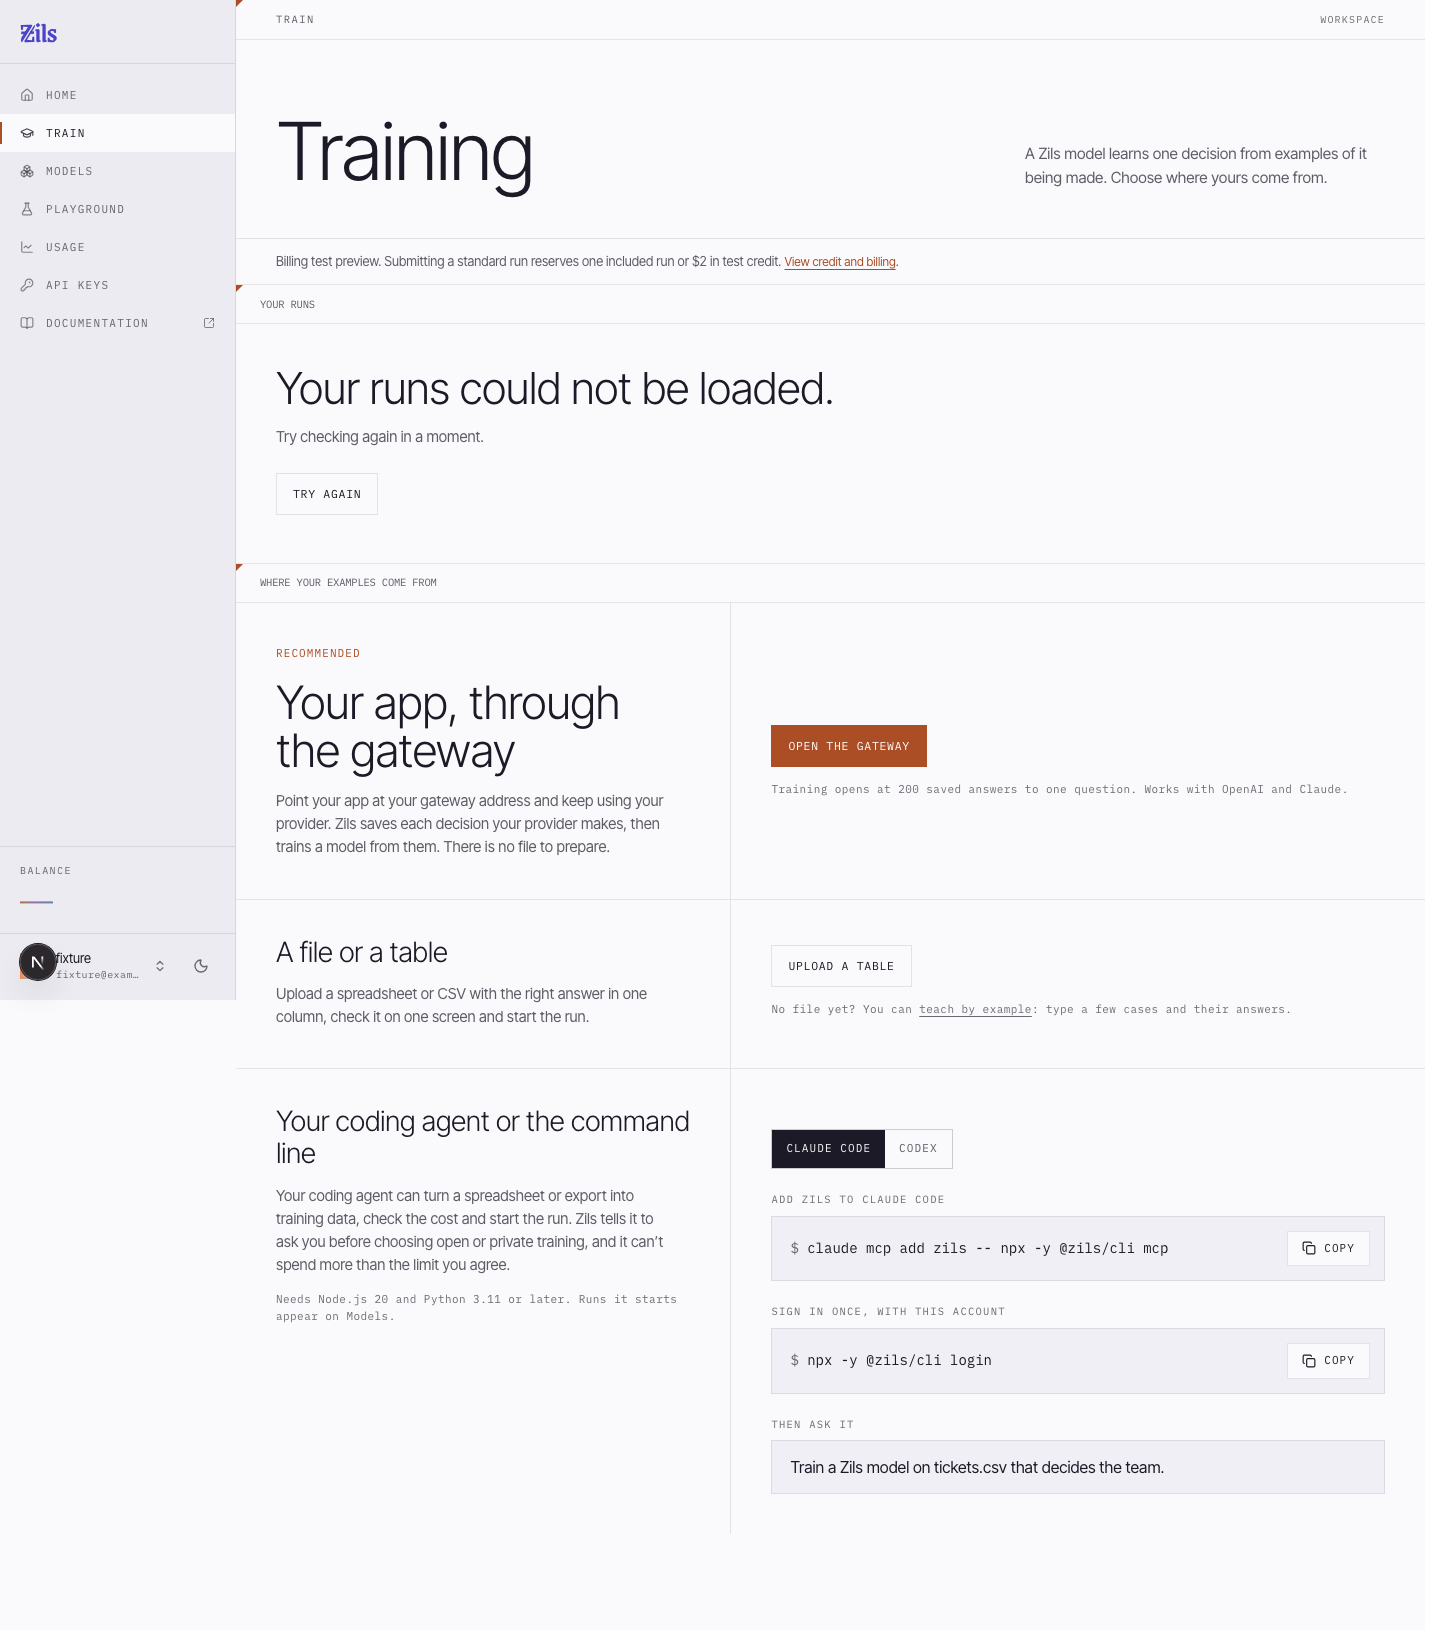 Zils
HOME
TRAIN
MODELS
PLAYGROUND
USAGE
API KEYS
DOCUMENTATION
BALANCE
N
fixture
fixture@exam…
TRAIN
WORKSPACE
Training
A Zils model learns one decision from examples of it
being made. Choose where yours come from.
Billing test preview. Submitting a standard run reserves one included run or $2 in test credit. View credit and billing.
YOUR RUNS
Your runs could not be loaded.
Try checking again in a moment.
TRY AGAIN
WHERE YOUR EXAMPLES COME FROM
RECOMMENDED
Your app, through
the gateway
Point your app at your gateway address and keep using your
provider. Zils saves each decision your provider makes, then
trains a model from them. There is no file to prepare.
OPEN THE GATEWAY
Training opens at 200 saved answers to one question. Works with OpenAI and Claude.
A file or a table
Upload a spreadsheet or CSV with the right answer in one
column, check it on one screen and start the run.
UPLOAD A TABLE
No file yet? You can teach by example: type a few cases and their answers.
Your coding agent or the command
line
Your coding agent can turn a spreadsheet or export into
training data, check the cost and start the run. Zils tells it to
ask you before choosing open or private training, and it can’t
spend more than the limit you agree.
Needs Node.js 20 and Python 3.11 or later. Runs it starts
appear on Models.
CLAUDE CODE
CODEX
ADD ZILS TO CLAUDE CODE
$ claude mcp add zils -- npx -y @zils/cli mcp
COPY
SIGN IN ONCE, WITH THIS ACCOUNT
$ npx -y @zils/cli login
COPY
THEN ASK IT
Train a Zils model on tickets.csv that decides the team.